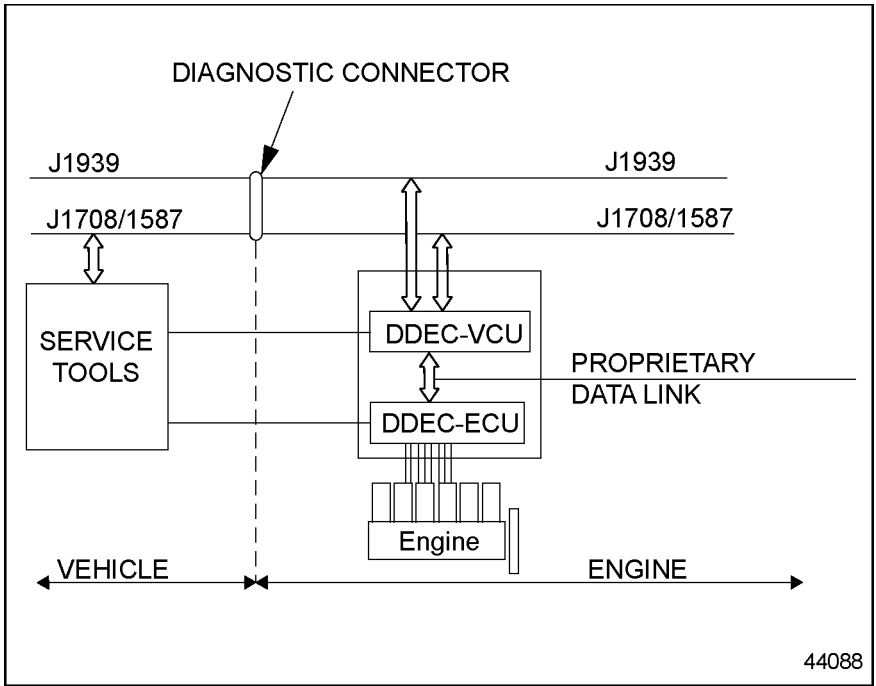 DIAGNOSTIC CONNECTOR
J1939
J1939
J1708/1587
J1708/1587
SERVICE
TOOLS
DDEC-VCU
PROPRIETARY
DATA LINK
DDEC-ECU
Engine
VEHICLE
ENGINE
44088